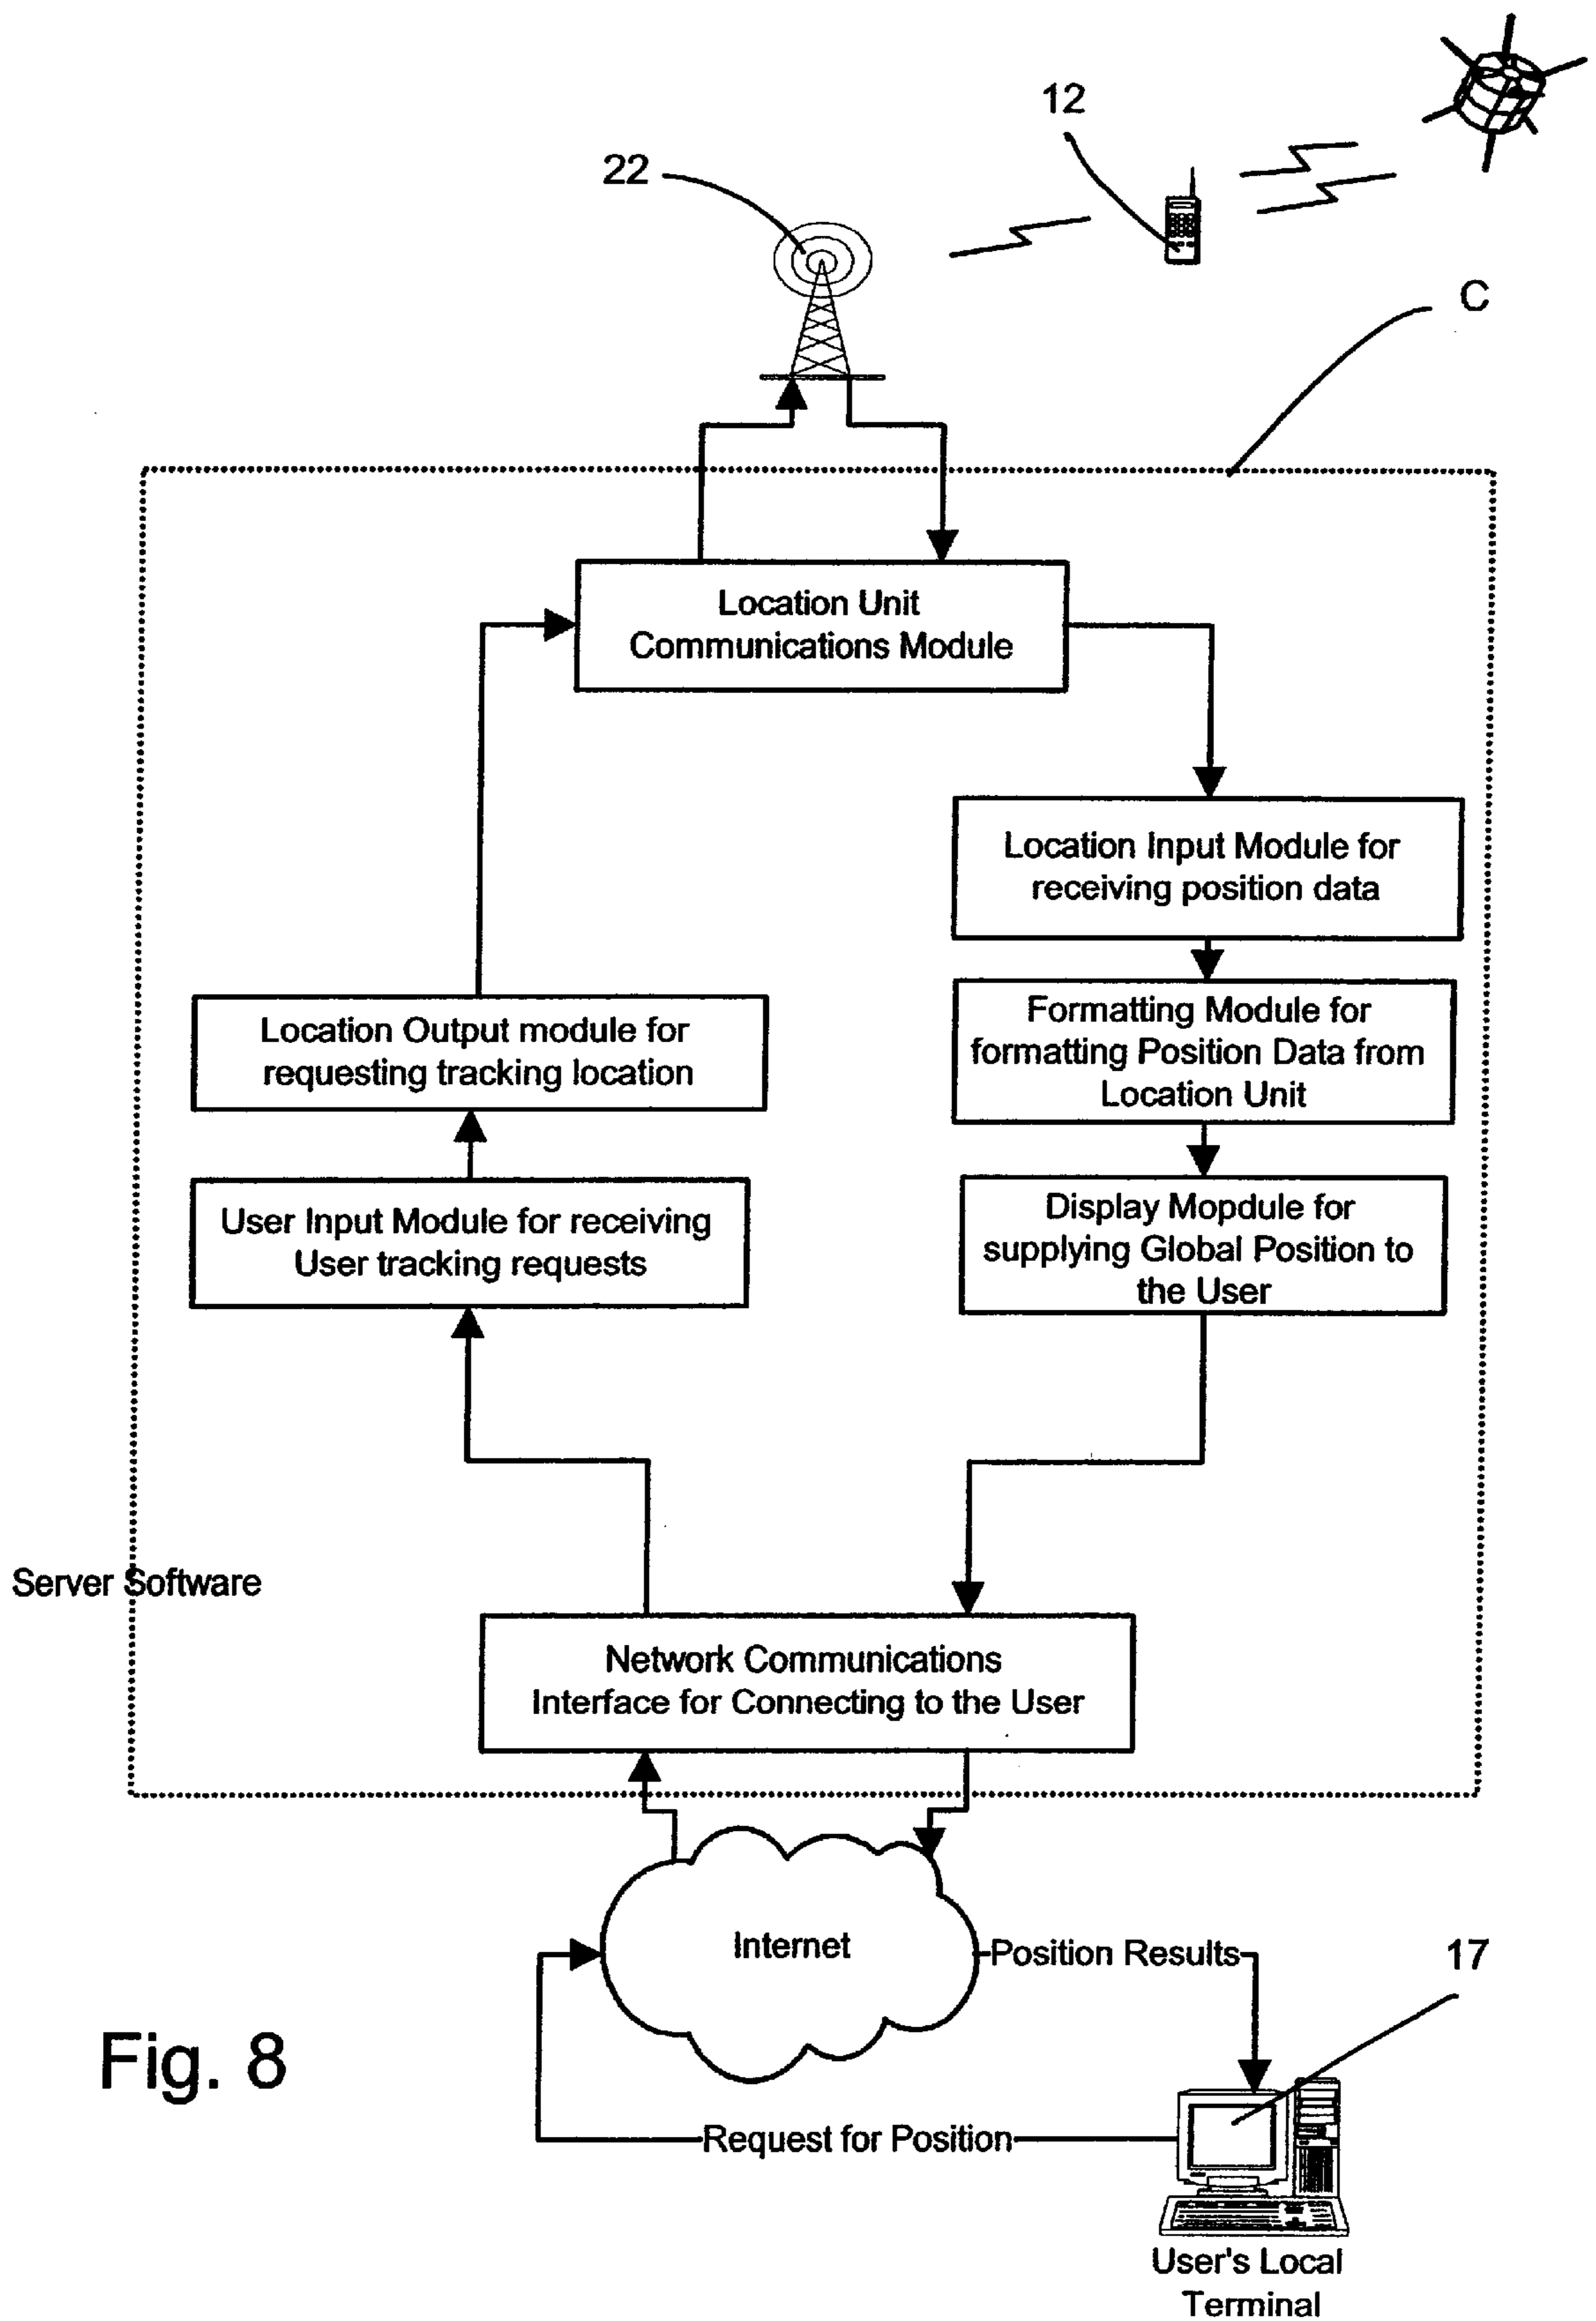 12
22
C
Location Unit
Communications Module
Location Input Module for
receiving position data
Location Output module for
requesting tracking location
Formatting Module for
formatting Position Data from
Location Unit
User Input Module for receiving
User tracking requests
Display Mopdule for
supplying Global Position to
the User
Server Software
Network Communications
Interface for Connecting to the User
Internet
Position Results
17
Fig. 8
Request for Position
User's Local
Terminal